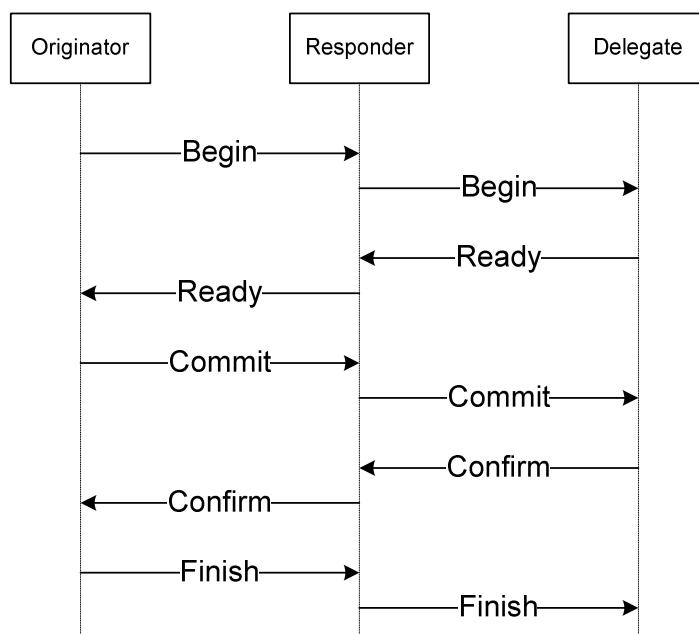 Originator
Responder
Delegate
Begin
Begin
Ready
Ready
Commit
Commit
Confirm
Confirm
Finish
Finish